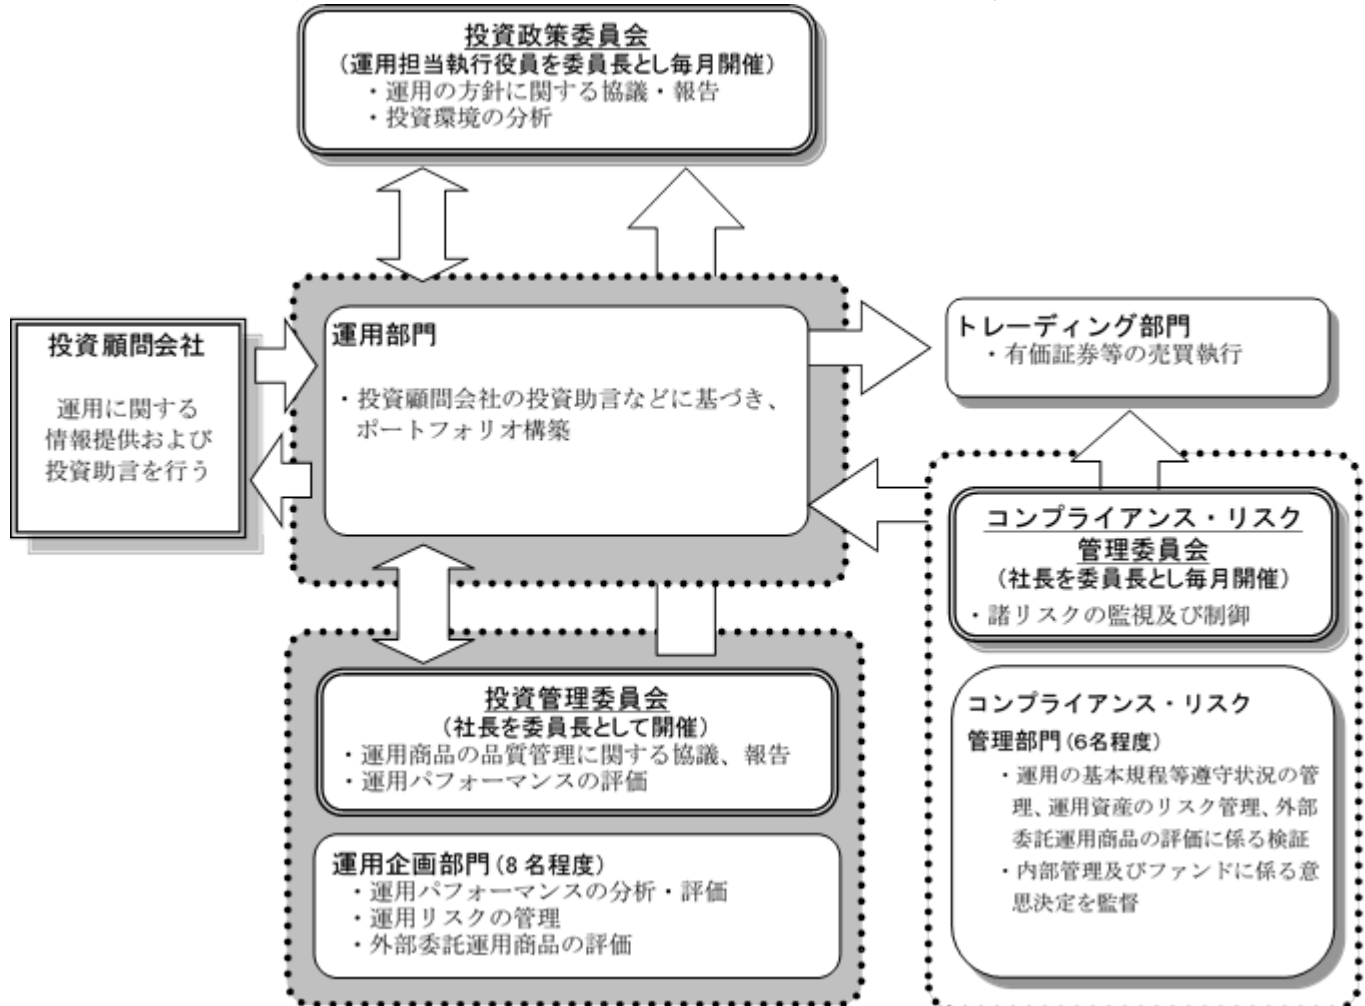 投資政策委員会
(運用担当執行役員を委員長とし毎月開催)
・運用の方針に関する協議・報告
・投資環境の分析
投資顧問会社
運用に関する
情報提供および
投資助言を行う
運用部門
・投資顧問会社の投資助言などに基づき、
ポートフォリオ構築
トレーディング部門
・有価証券等の売買執行
コンプライアンス・リスク
管理委員会
(社長を委員長とし毎月開催)
・諸リスクの監視及び制御
投資管理委員会
(社長を委員長として開催)
・運用商品の品質管理に関する協議、報告
・運用パフォーマンスの評価
運用企画部門(8名程度)
・運用パフォーマンスの分析・評価
・運用リスクの管理
・外部委託運用商品の評価
コンプライアンス・リスク
管理部門(6名程度)
・運用の基本規程等遵守状況の管
理、運用資産のリスク管理、外部
委託運用商品の評価に係る検証
・内部管理及びファンドに係る意
思決定を監督